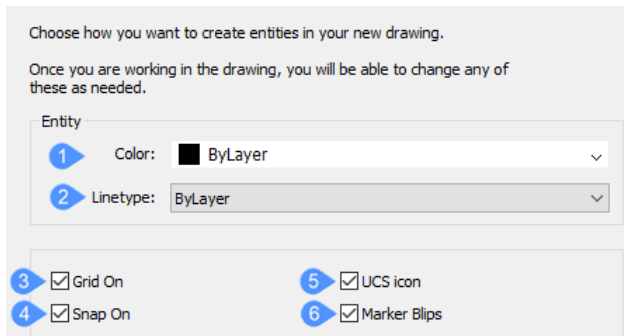 Choose how you want to create entities in your new drawing.
Once you are working in the drawing, you will be able to change any of
these as needed.
Entity
1 Color: ByLayer
2 Linetype: ByLayer
3 Grid On 5 UCS icon
4 Snap On 6 Marker Blips